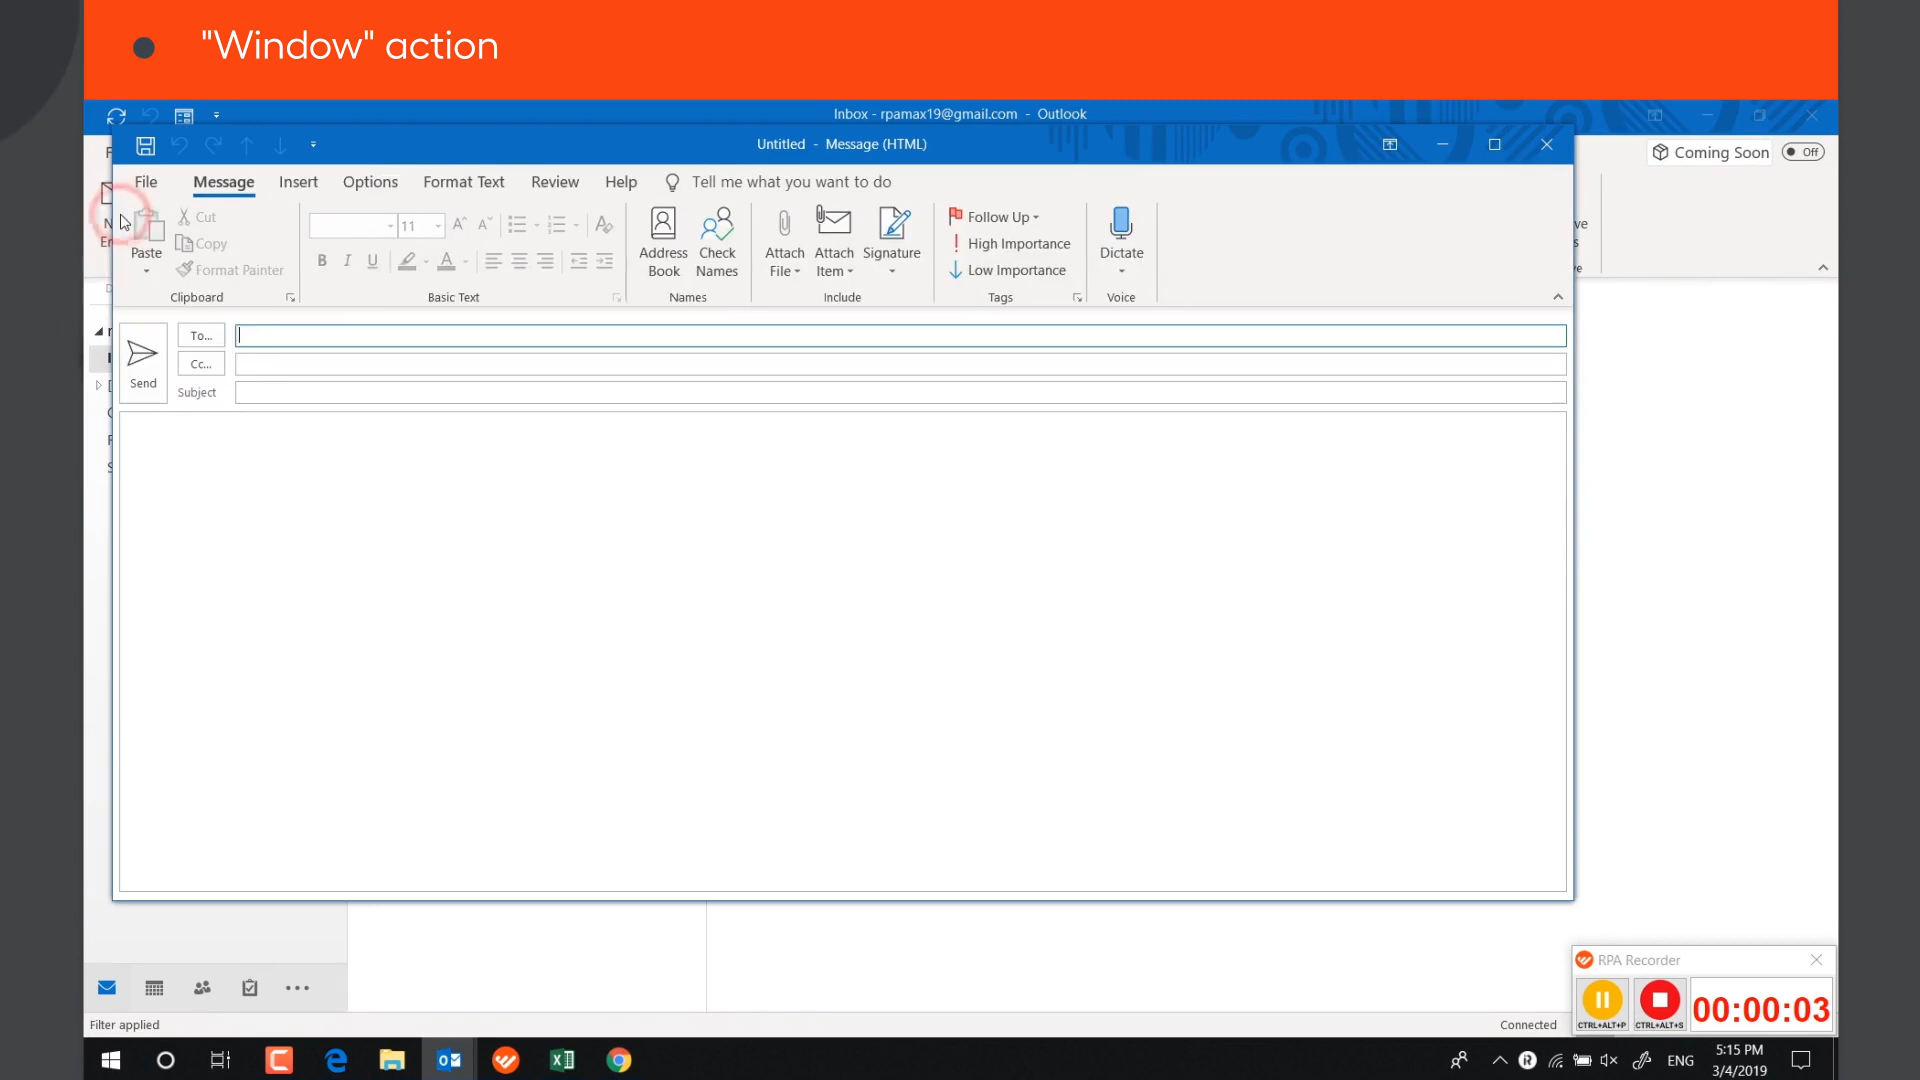 "Window" action
Inbox - rpamax19@gmail.com - Outlook
Untitled - Message (HTML)
Coming Soon
Off
File
Message
Insert
Options
Format Text
Review
Help
Tell me what you want to do
Paste
Cut
Copy
Format Painter
Clipboard
11
B I U
A
Basic Text
Address
Book
Check
Names
Names
Attach
File
Attach
Item
Signature
Include
Follow Up
High Importance
Low Importance
Tags
Dictate
Voice
Send
To...
Cc...
Subject
RPA Recorder
CTRL+ALT+P
CTRL+ALT+S
00:00:03
Filter applied
Connected
ENG
5:15 PM
3/4/2019